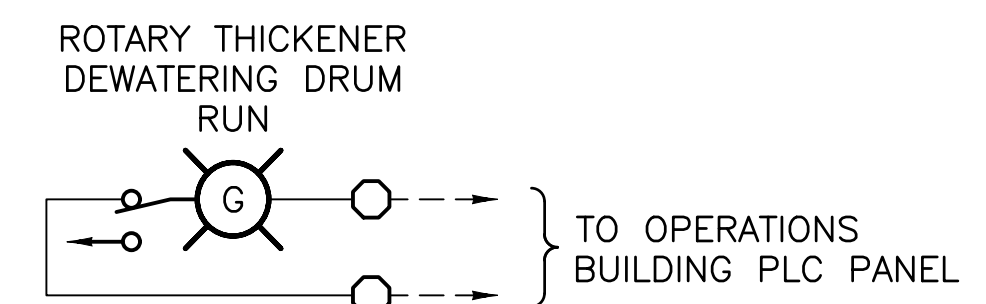 ROTARY THICKENER
DEWATERING DRUM
RUN
G
TO OPERATIONS
BUILDING PLC PANEL